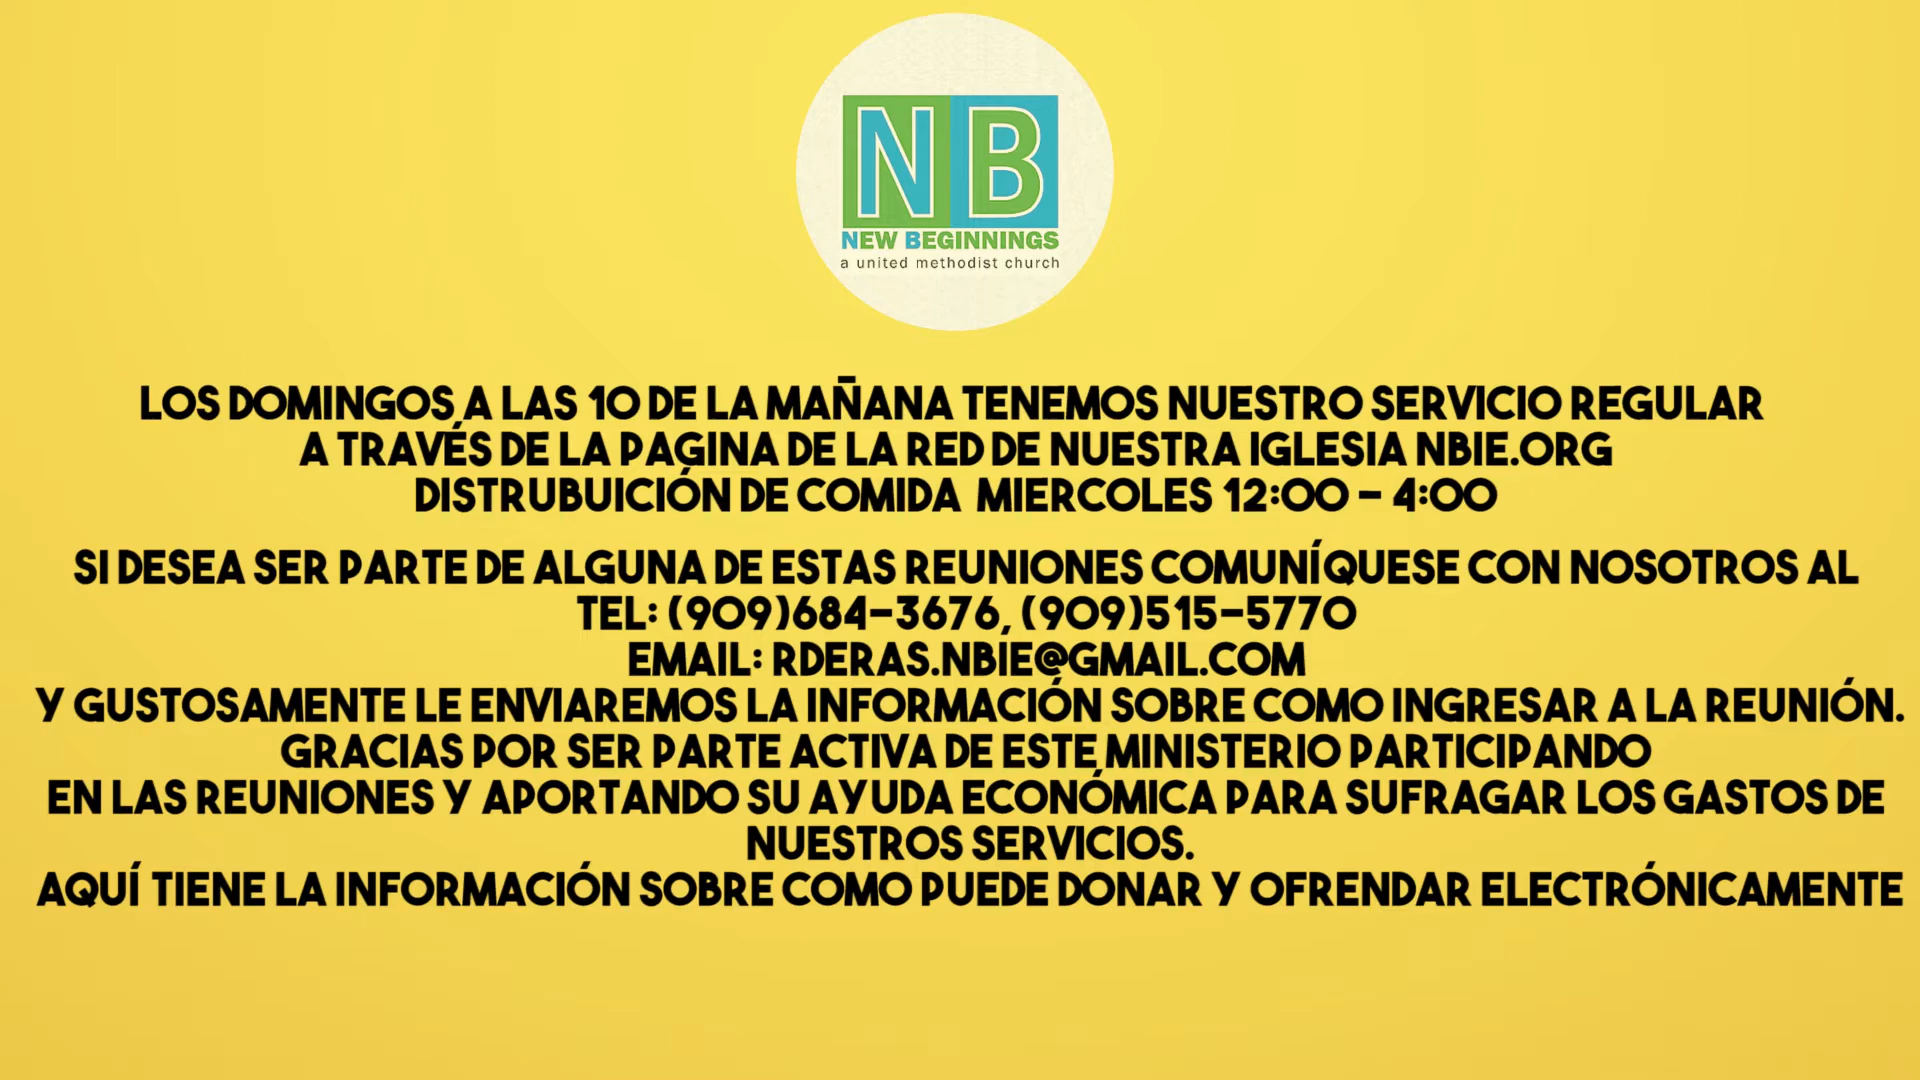 NB
NEW BEGINNINGS
a united methodist church
LOS DOMINGOS A LAS 10 DE LA MAÑANA TENEMOS NUESTRO SERVICIO REGULAR
A TRAVÉS DE LA PAGINA DE LA RED DE NUESTRA IGLESIA NBIE.ORG
DISTRUBUICIÓN DE COMIDA MIERCOLES 12:00 - 4:00
SI DESEA SER PARTE DE ALGUNA DE ESTAS REUNIONES COMUNÍQUESE CON NOSOTROS AL
TEL: (909)684-3676, (909)515-5770
EMAIL: RDERAS.NBIE@GMAIL.COM
Y GUSTOSAMENTE LE ENVIAREMOS LA INFORMACIÓN SOBRE COMO INGRESAR A LA REUNIÓN.
GRACIAS POR SER PARTE ACTIVA DE ESTE MINISTERIO PARTICIPANDO
EN LAS REUNIONES Y APORTANDO SU AYUDA ECONÓMICA PARA SUFRAGAR LOS GASTOS DE
NUESTROS SERVICIOS.
AQUÍ TIENE LA INFORMACIÓN SOBRE COMO PUEDE DONAR Y OFRENDAR ELECTRÓNICAMENTE